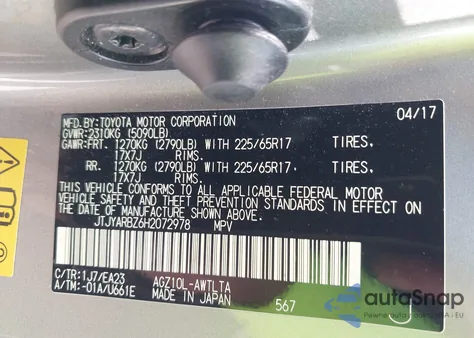 MFD.BY:TOYOTA MOTOR CORPORATION 04/17
GVWR:2310KG (5090LB)
GAWR:FRT. 1270KG (2790LB) WITH 225/65R17 TIRES,
17X7J RIMS.
RR. 1270KG (2790LB) WITH 225/65R17 TIRES,
17X7J RIMS.
THIS VEHICLE CONFORMS TO ALL APPLICABLE FEDERAL MOTOR
VEHICLE SAFETY AND THEFT PREVENTION STANDARDS IN EFFECT
ON THE DATE OF MANUFACTURE SHOWN ABOVE.
JTJYARBZ6H2072978 MPV
C/TR:1J7/EA23 AGZ10L-AWTLTA
A/TM:-01A/U661E MADE IN JAPAN 567
autoSnap